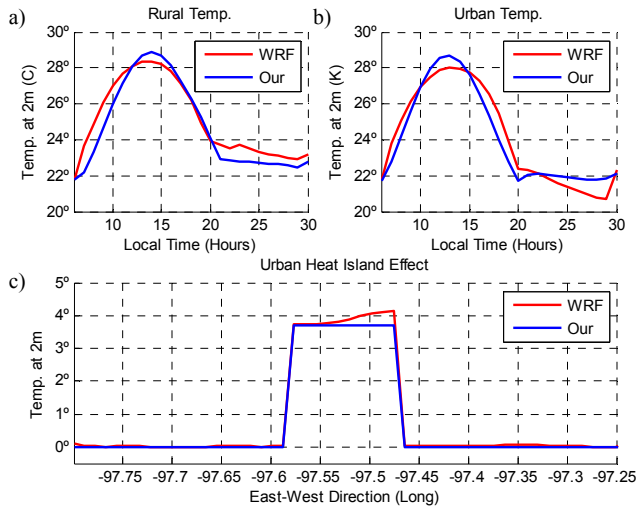 a)
Rural Temp.
30º
28º
26º
24º
22º
20º
Temp. at 2m (C)
WRF
Our
10
15
20
25
30
Local Time (Hours)
b)
Urban Temp.
30º
28º
26º
24º
22º
20º
Temp. at 2m (K)
WRF
Our
10
15
20
25
30
Local Time (Hours)
c)
Urban Heat Island Effect
5º
4º
3º
2º
1º
0º
Temp. at 2m
WRF
Our
-97.75 -97.7 -97.65 -97.6 -97.55 -97.5 -97.45 -97.4 -97.35 -97.3 -97.25
East-West Direction (Long)